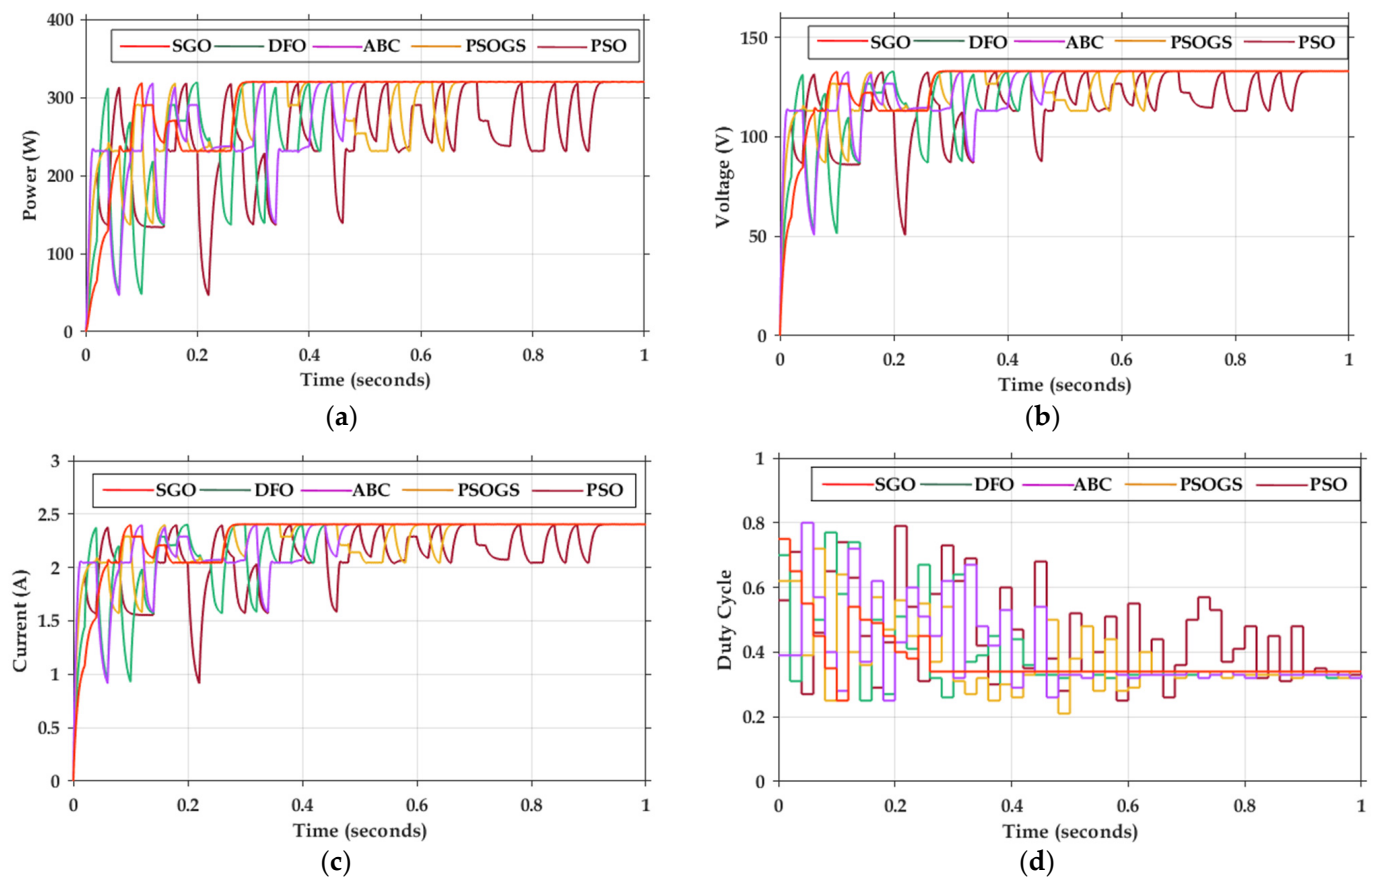 400
300
200
100
0
Power (W)
SGO DFO ABC PSOGS PSO
0 0.2 0.4 0.6 0.8 1
Time (seconds)
(a)
150
100
50
0
Voltage (V)
SGO DFO ABC PSOGS PSO
0 0.2 0.4 0.6 0.8 1
Time (seconds)
(b)
3
2.5
2
1.5
1
0.5
0
Current (A)
SGO DFO ABC PSOGS PSO
0 0.2 0.4 0.6 0.8 1
Time (seconds)
(c)
1
0.8
0.6
0.4
0.2
0
Duty Cycle
SGO DFO ABC PSOGS PSO
0 0.2 0.4 0.6 0.8 1
Time (seconds)
(d)